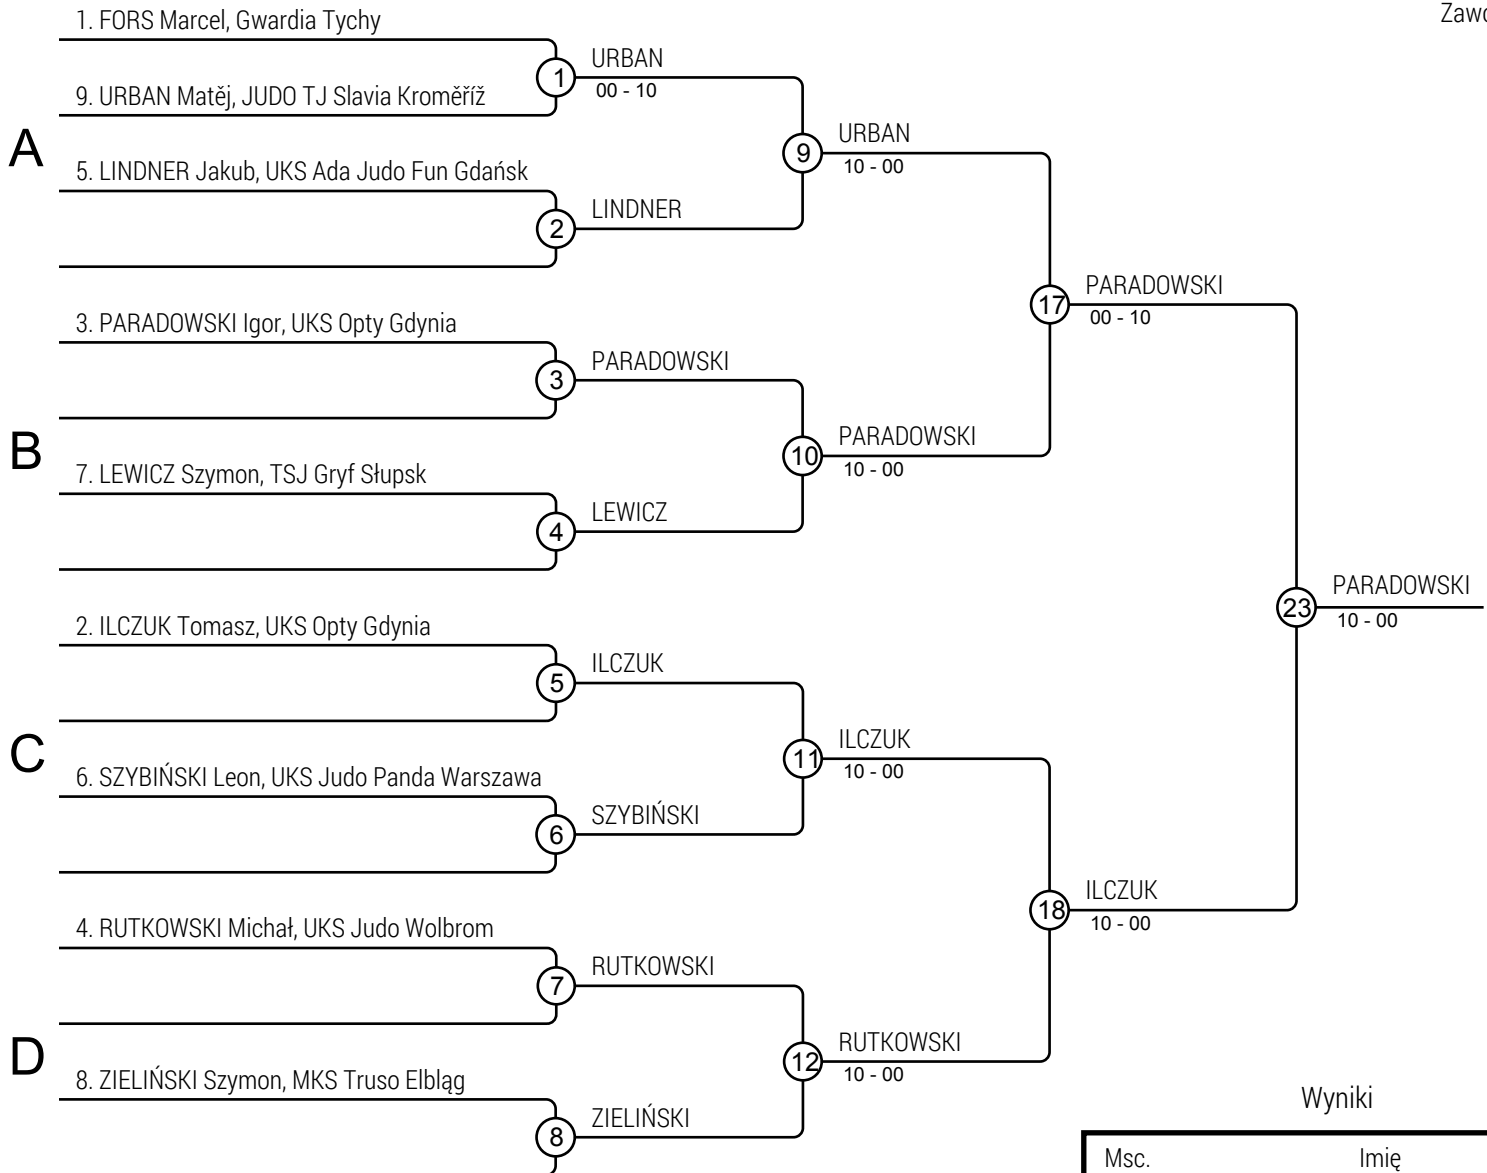 Zawo
1. FORS Marcel, Gwardia Tychy
1
URBAN
00 - 10
9. URBAN Matěj, JUDO TJ Slavia Kroměříž
A
9
URBAN
10 - 00
5. LINDNER Jakub, UKS Ada Judo Fun Gdańsk
2
LINDNER
17
PARADOWSKI
00 - 10
3. PARADOWSKI Igor, UKS Opty Gdynia
3
PARADOWSKI
B
10
PARADOWSKI
10 - 00
7. LEWICZ Szymon, TSJ Gryf Słupsk
4
LEWICZ
23
PARADOWSKI
10 - 00
2. ILCZUK Tomasz, UKS Opty Gdynia
5
ILCZUK
C
11
ILCZUK
10 - 00
6. SZYBIŃSKI Leon, UKS Judo Panda Warszawa
6
SZYBIŃSKI
18
ILCZUK
10 - 00
4. RUTKOWSKI Michał, UKS Judo Wolbrom
7
RUTKOWSKI
D
12
RUTKOWSKI
10 - 00
8. ZIELIŃSKI Szymon, MKS Truso Elbląg
8
ZIELIŃSKI
Wyniki
Msc. Imię